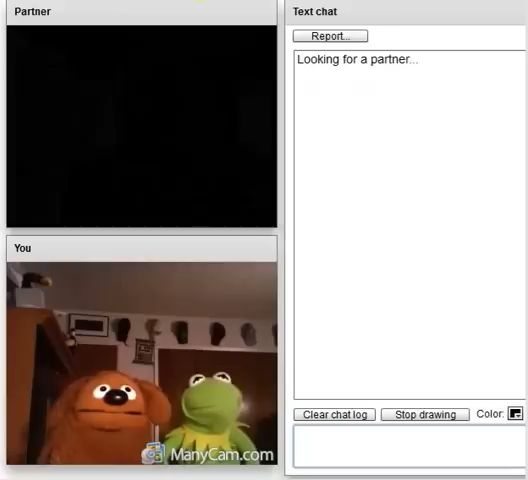 Partner
Text chat
Report...
Looking for a partner...
You
ManyCam.com
Clear chat log
Stop drawing
Color: